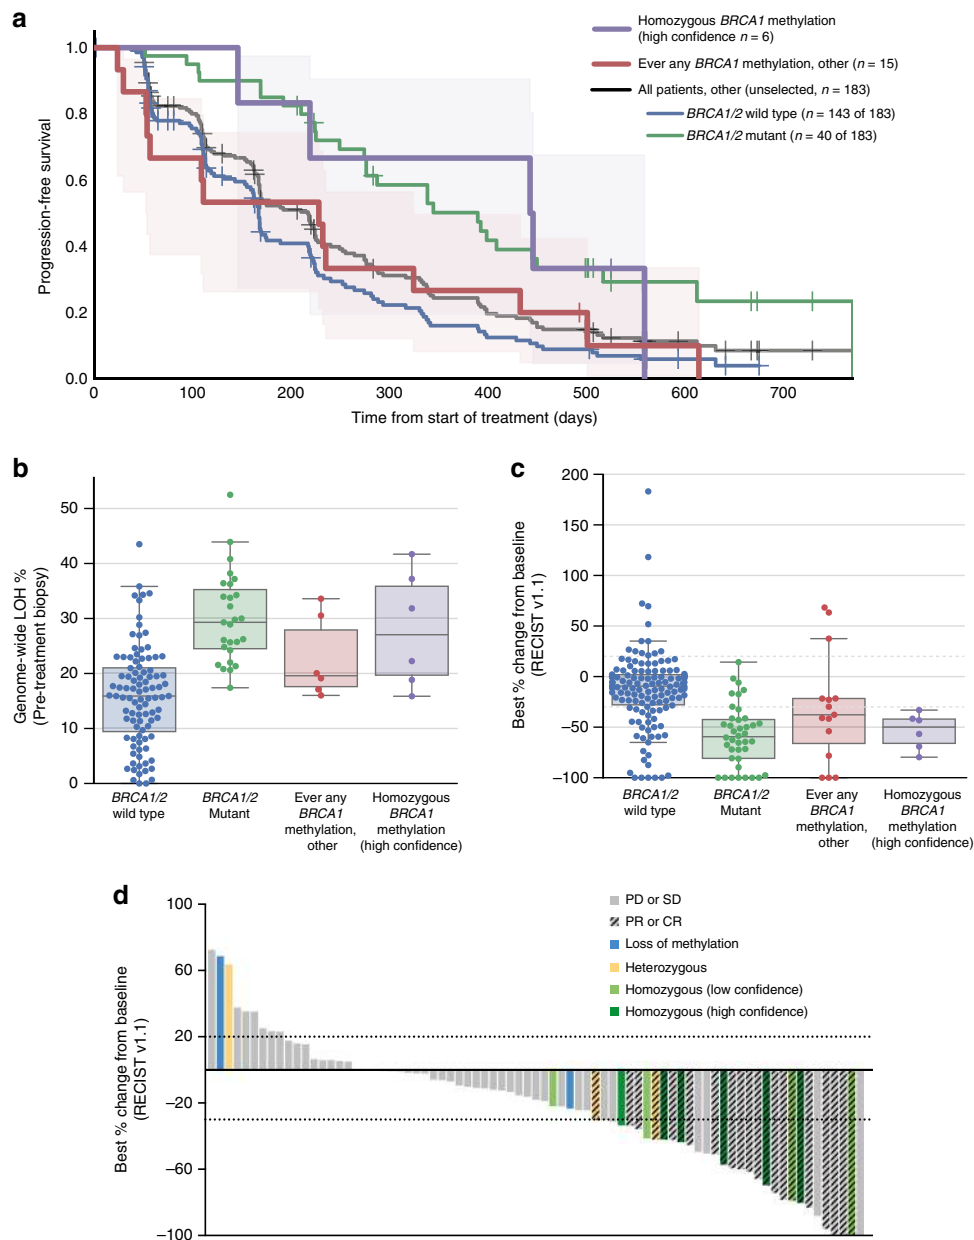 a
Homozygous BRCA1 methylation
(high confidence n = 6)
Ever any BRCA1 methylation, other (n = 15)
All patients, other (unselected, n = 183)
BRCA1/2 wild type (n = 143 of 183)
BRCA1/2 mutant (n = 40 of 183)
Progression-free survival
1.0
0.8
0.6
0.4
0.2
0.0
0 100 200 300 400 500 600 700
Time from start of treatment (days)
b
Genome-wide LOH %
(Pre-treatment biopsy)
50
40
30
20
10
0
BRCA1/2
wild type
BRCA1/2
Mutant
Ever any
BRCA1
methylation,
other
Homozygous
BRCA1
methylation
(high confidence)
c
Best % change from baseline
(RECIST v1.1)
200
150
100
50
0
−50
−100
BRCA1/2
wild type
BRCA1/2
Mutant
Ever any
BRCA1
methylation,
other
Homozygous
BRCA1
methylation
(high confidence)
d
Best % change from baseline
(RECIST v1.1)
100
60
20
−20
−60
−100
PD or SD
PR or CR
Loss of methylation
Heterozygous
Homozygous (low confidence)
Homozygous (high confidence)